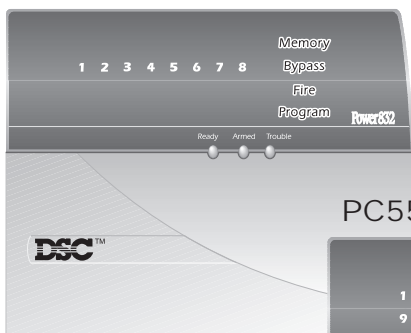 Memory
1 2 3 4 5 6 7 8 Bypass
Fire
Program Power832
Ready Armed Trouble
PC55
DSC™
1
9